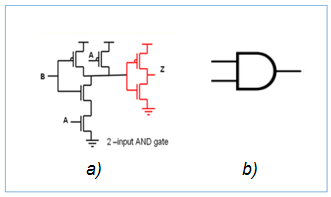 A
B
Z
A
2 –input AND gate
a) b)